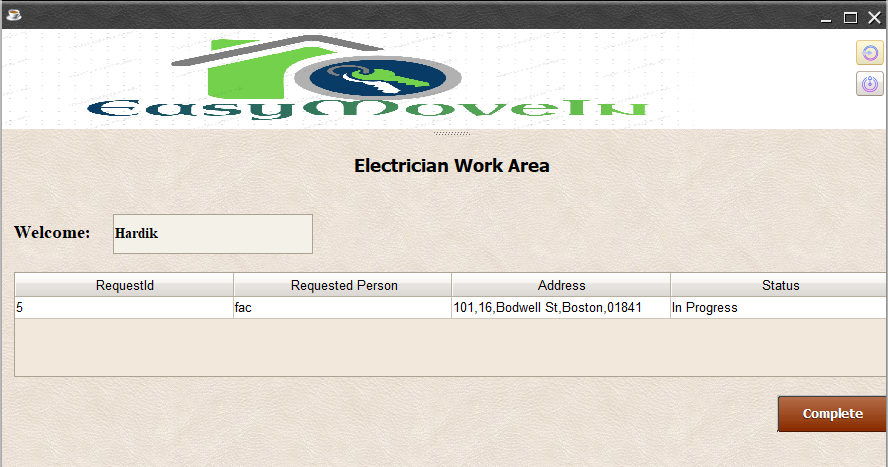 EasyMoveIn
Electrician Work Area
Welcome: Hardik
RequestId Requested Person Address Status
5 fac 101,16,Bodwell St,Boston,01841 In Progress
Complete